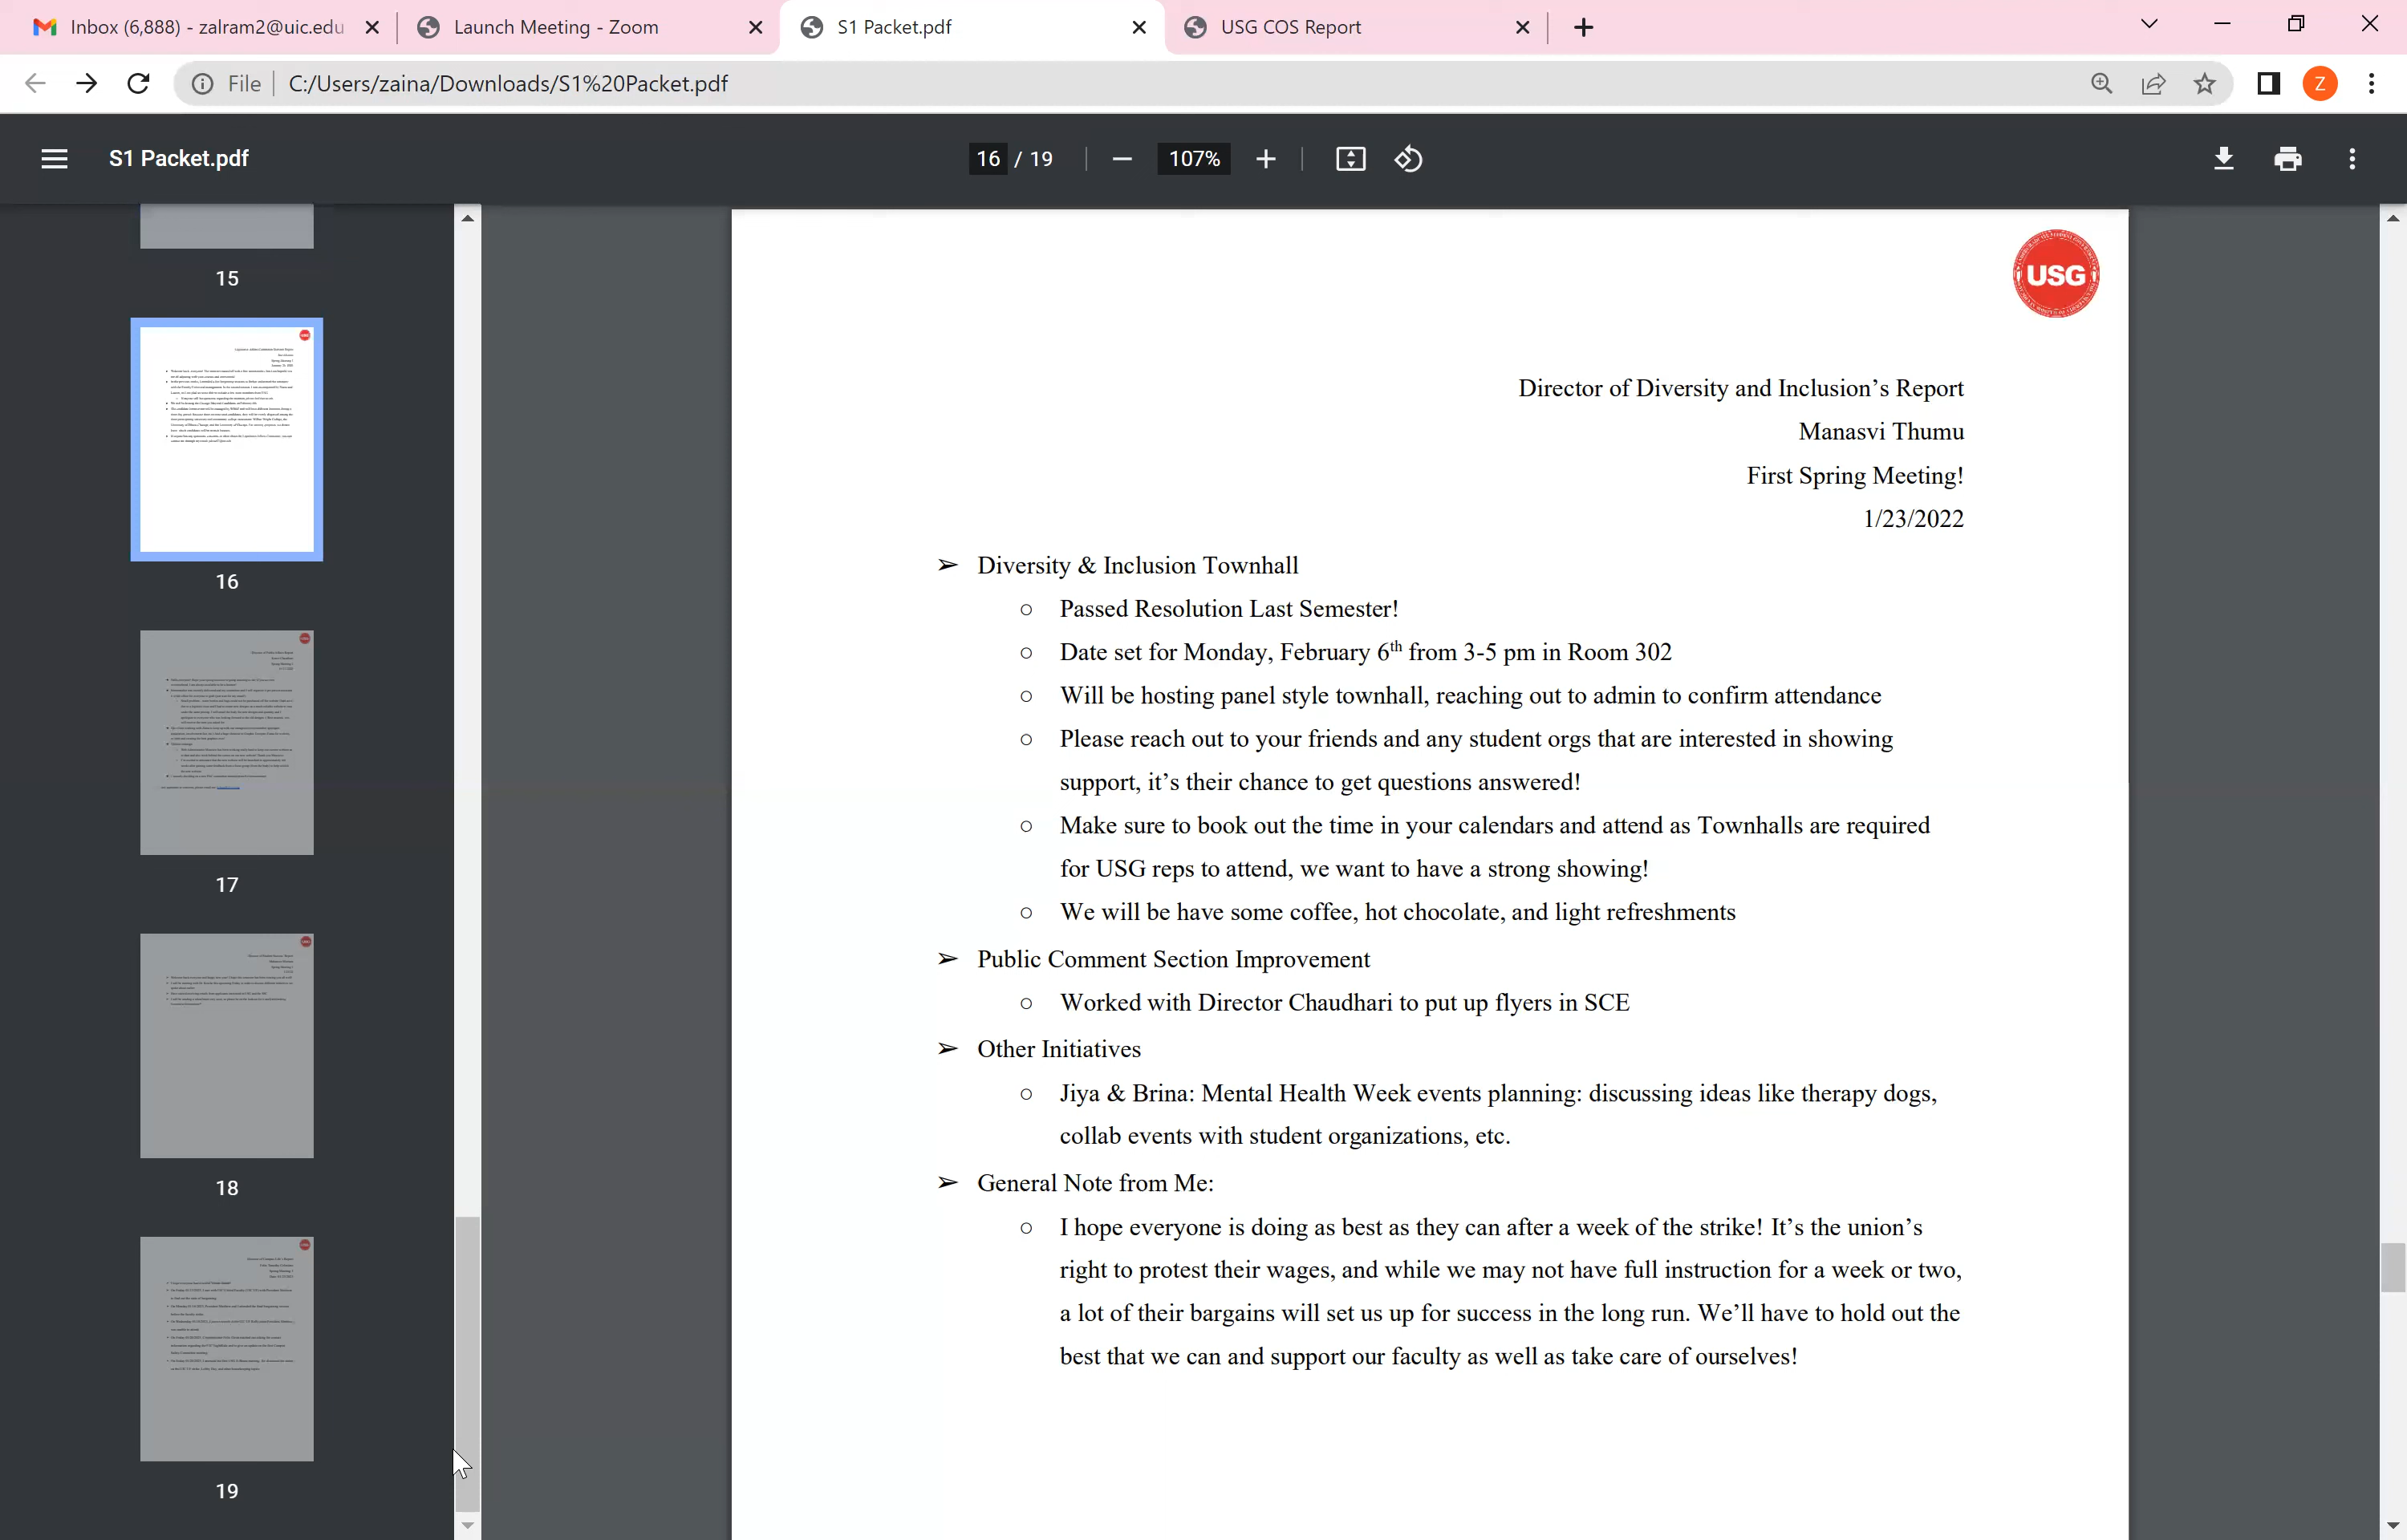 Inbox (6,888) - zalram2@uic.edu
Launch Meeting - Zoom
S1 Packet.pdf
USG COS Report
File
C:/Users/zaina/Downloads/S1%20Packet.pdf
Z
S1 Packet.pdf
16 / 19
107%
15
16
17
18
19
USG
Director of Diversity and Inclusion’s Report
Manasvi Thumu
First Spring Meeting!
1/23/2022
➢ Diversity & Inclusion Townhall
○ Passed Resolution Last Semester!
○ Date set for Monday, February 6th from 3-5 pm in Room 302
○ Will be hosting panel style townhall, reaching out to admin to confirm attendance
○ Please reach out to your friends and any student orgs that are interested in showing
support, it’s their chance to get questions answered!
○ Make sure to book out the time in your calendars and attend as Townhalls are required
for USG reps to attend, we want to have a strong showing!
○ We will be have some coffee, hot chocolate, and light refreshments
➢ Public Comment Section Improvement
○ Worked with Director Chaudhari to put up flyers in SCE
➢ Other Initiatives
○ Jiya & Brina: Mental Health Week events planning: discussing ideas like therapy dogs,
collab events with student organizations, etc.
➢ General Note from Me:
○ I hope everyone is doing as best as they can after a week of the strike! It’s the union’s
right to protest their wages, and while we may not have full instruction for a week or two,
a lot of their bargains will set us up for success in the long run. We’ll have to hold out the
best that we can and support our faculty as well as take care of ourselves!